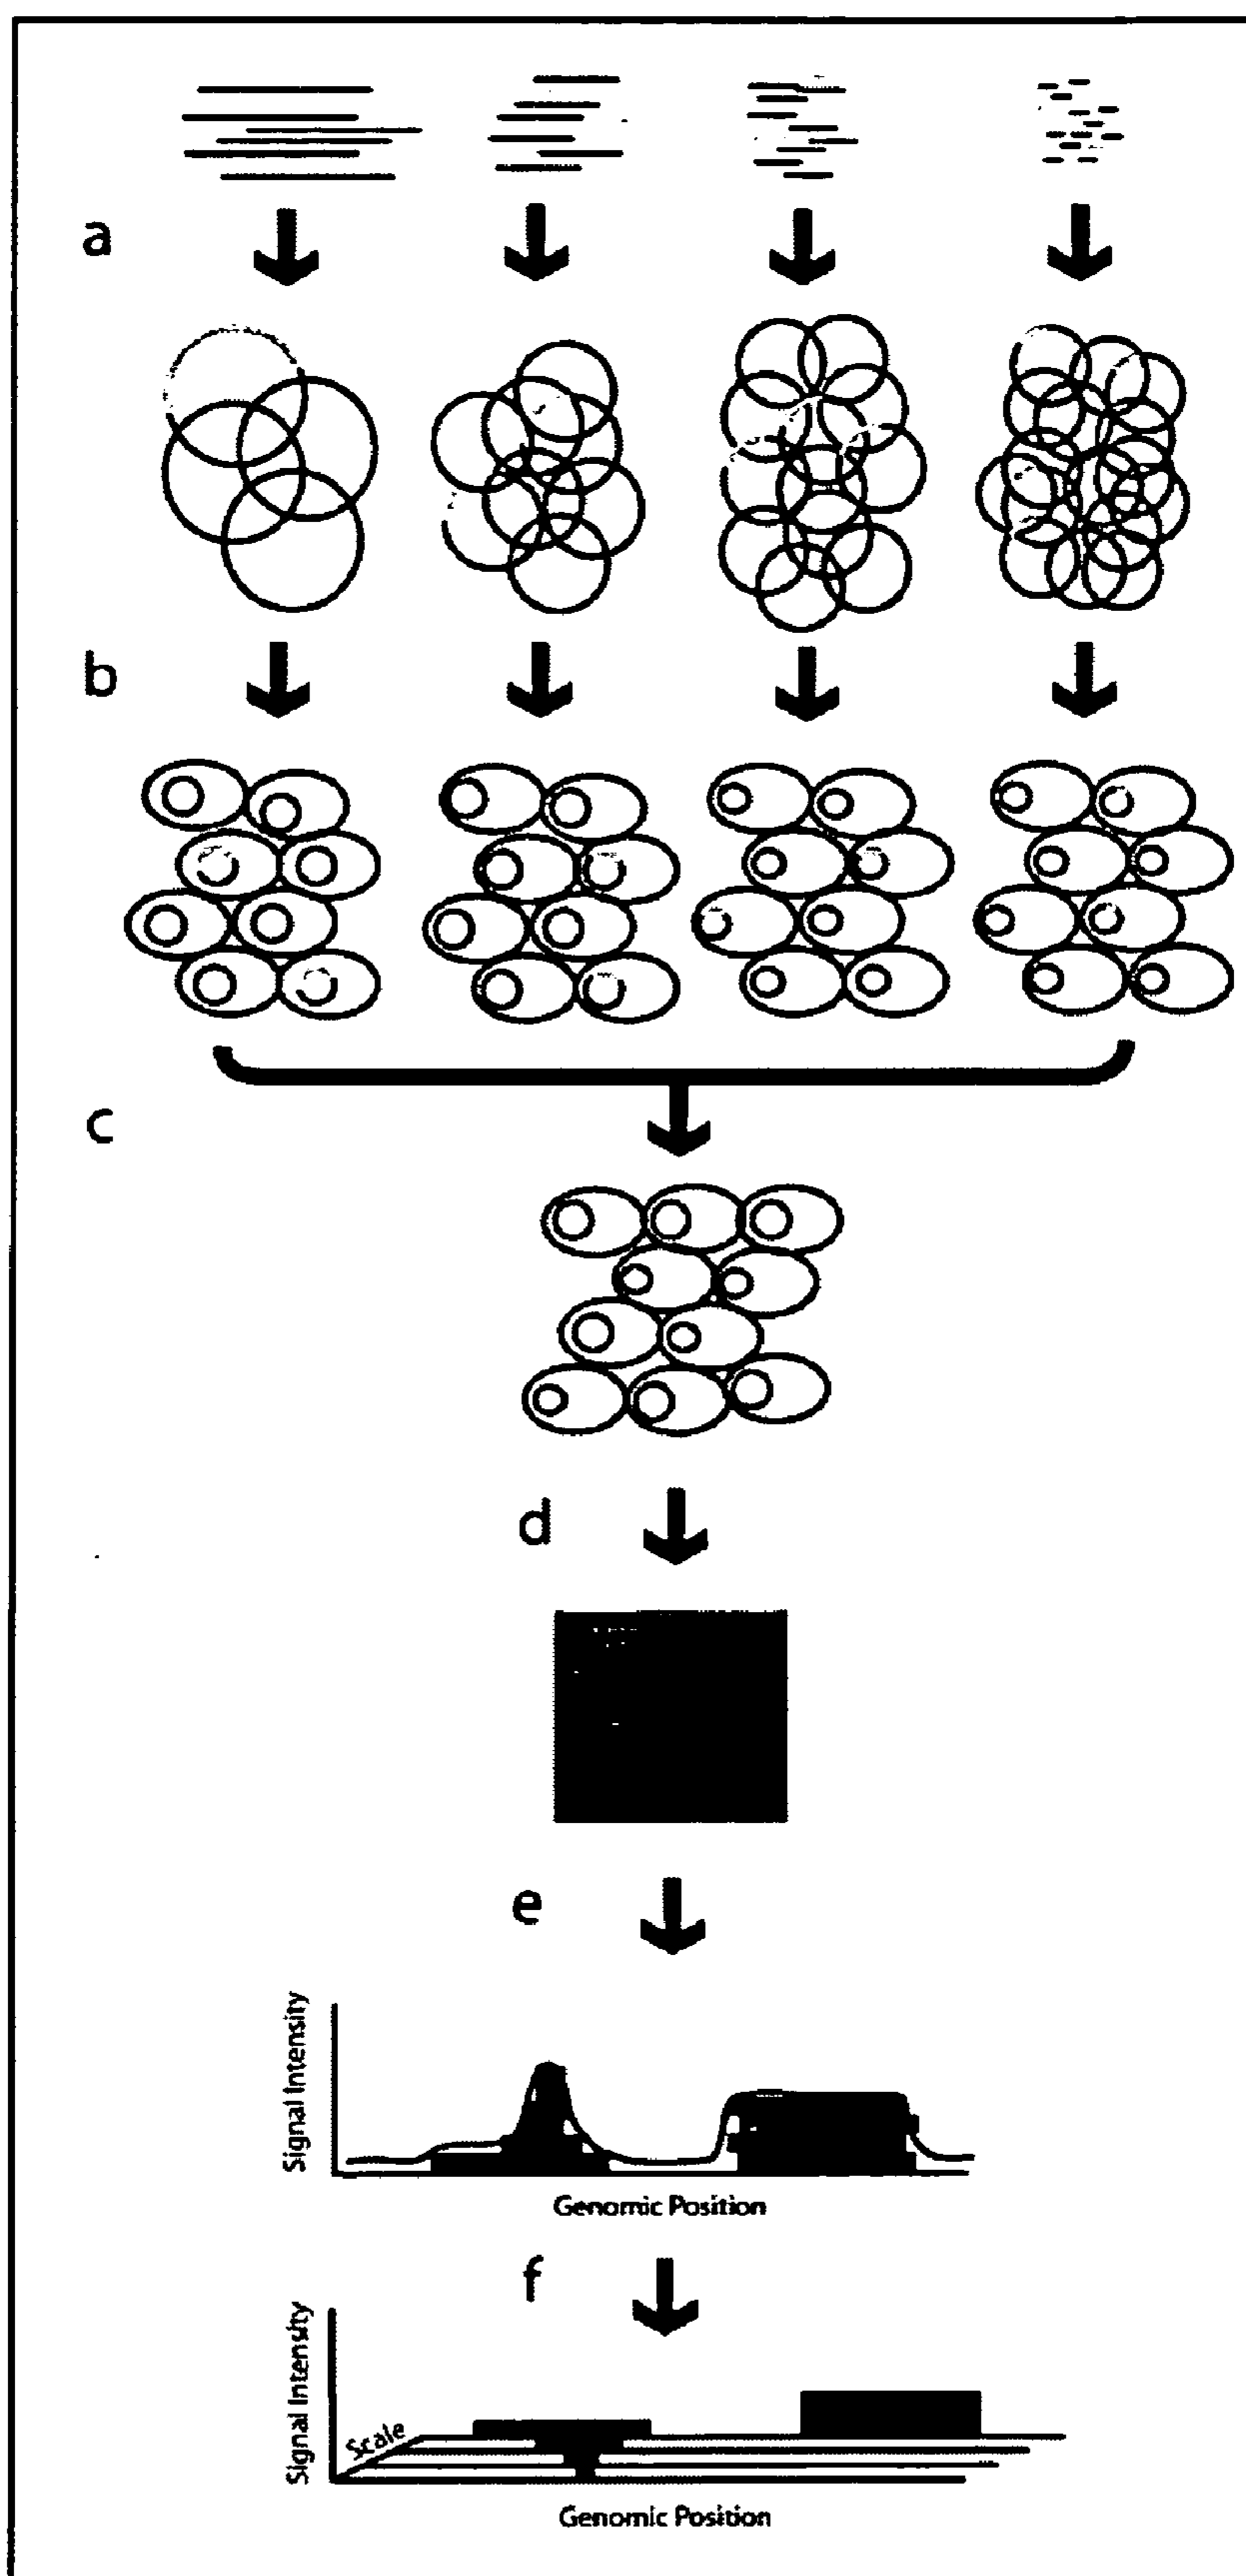 a
b
c
d
e
Signal Intensity
Genomic Position
f
Signal Intensity
Scale
Genomic Position